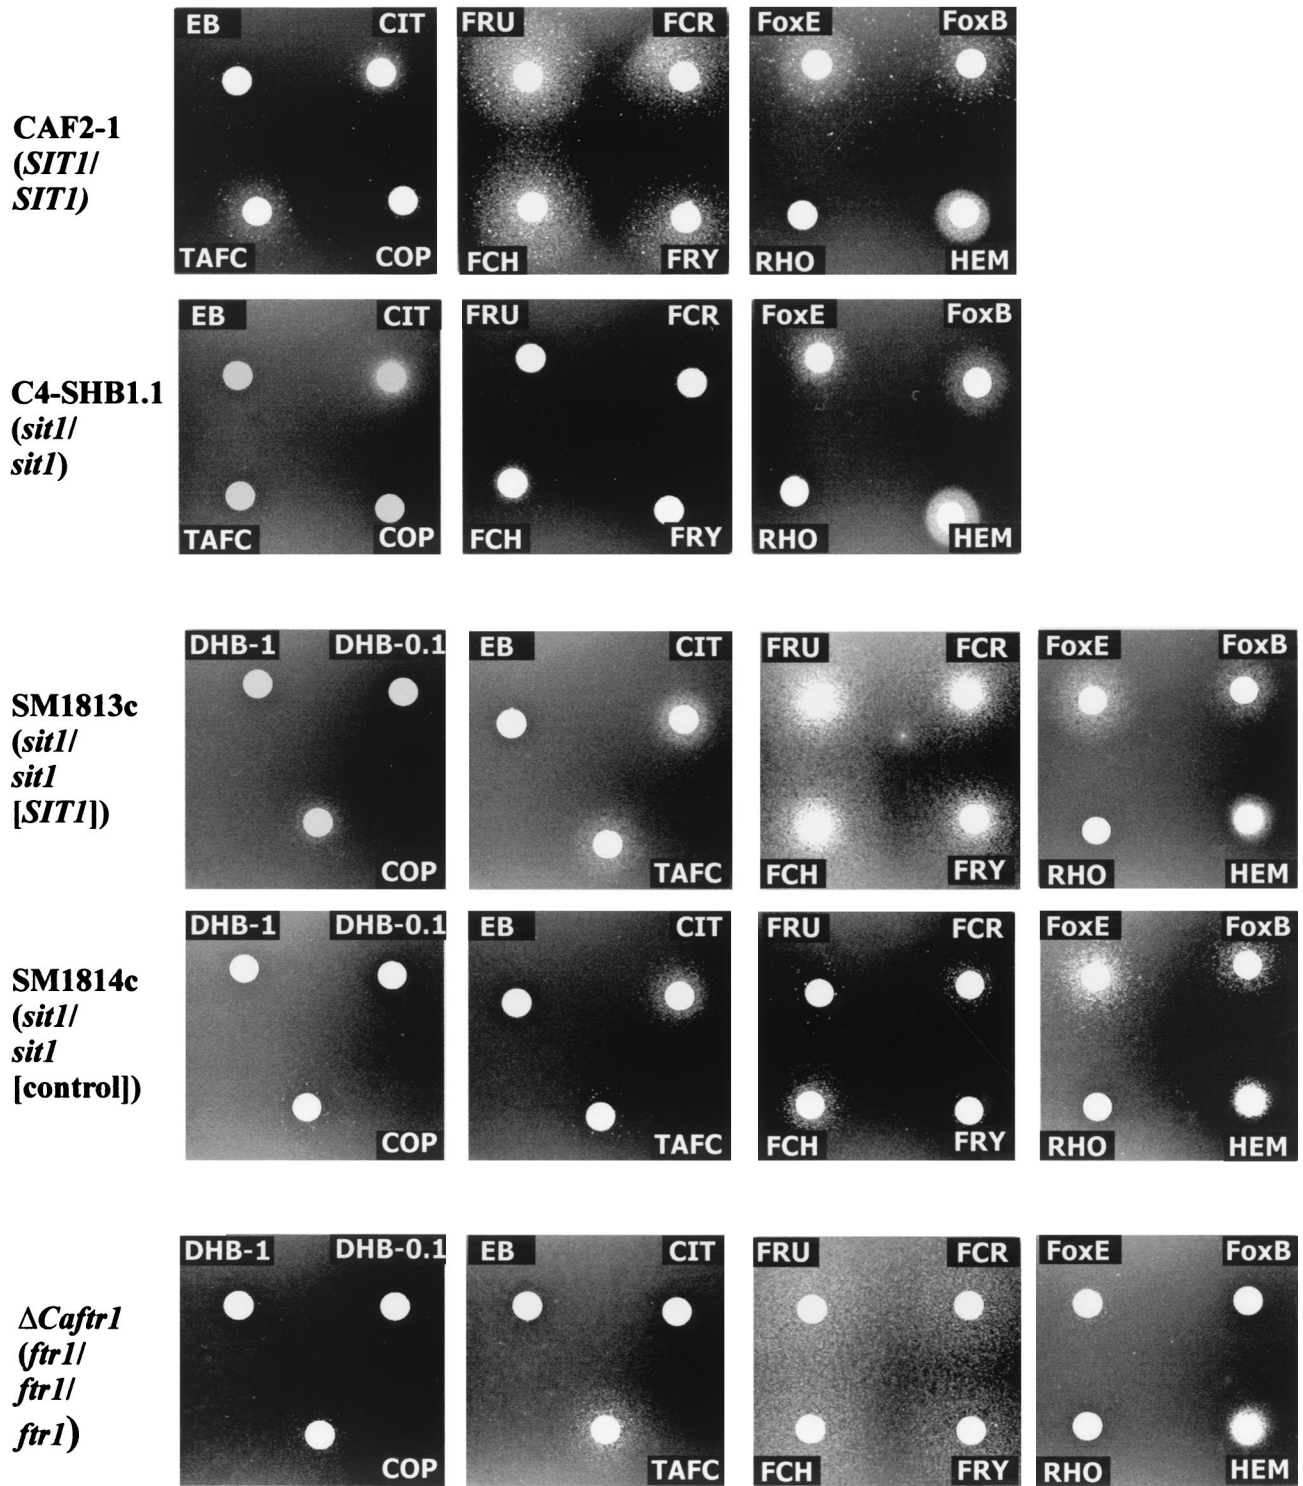 EB CIT FRU FCR FoxE FoxB
CAF2-1
(SIT1/
SIT1)
TAFC COP FCH FRY RHO HEM
EB CIT FRU FCR FoxE FoxB
C4-SHB1.1
(sit1/
sit1)
TAFC COP FCH FRY RHO HEM
DHB-1 DHB-0.1 EB CIT FRU FCR FoxE FoxB
SM1813c
(sit1/
sit1
[SIT1])
COP TAFC FCH FRY RHO HEM
DHB-1 DHB-0.1 EB CIT FRU FCR FoxE FoxB
SM1814c
(sit1/
sit1
[control])
COP TAFC FCH FRY RHO HEM
DHB-1 DHB-0.1 EB CIT FRU FCR FoxE FoxB
ΔCaftr1
(ftr1/
ftr1/
ftr1)
COP TAFC FCH FRY RHO HEM